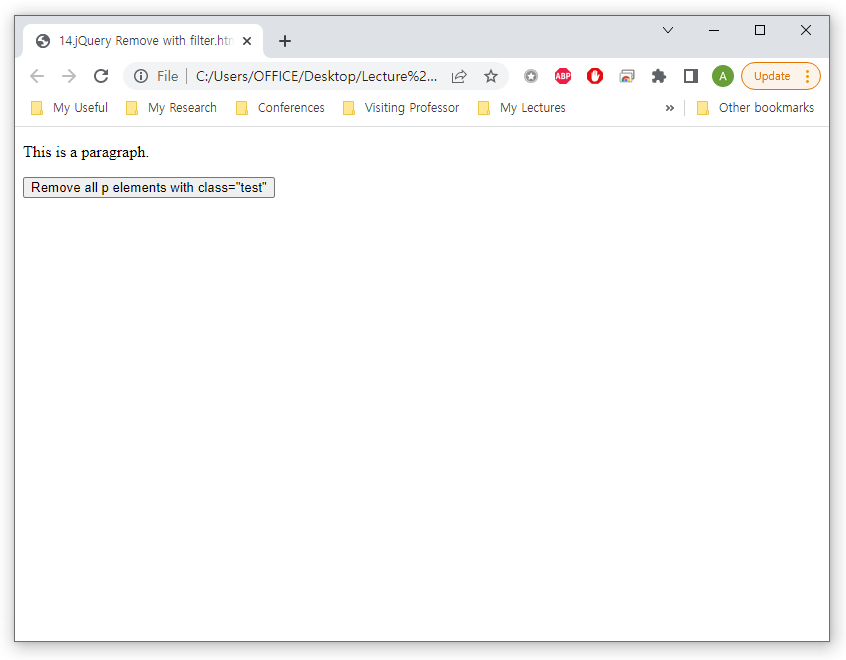 14.jQuery Remove with filter.htm
File
C:/Users/OFFICE/Desktop/Lecture%2...
ABP
A
Update
My Useful
My Research
Conferences
Visiting Professor
My Lectures
»
Other bookmarks
This is a paragraph.
Remove all p elements with class="test"